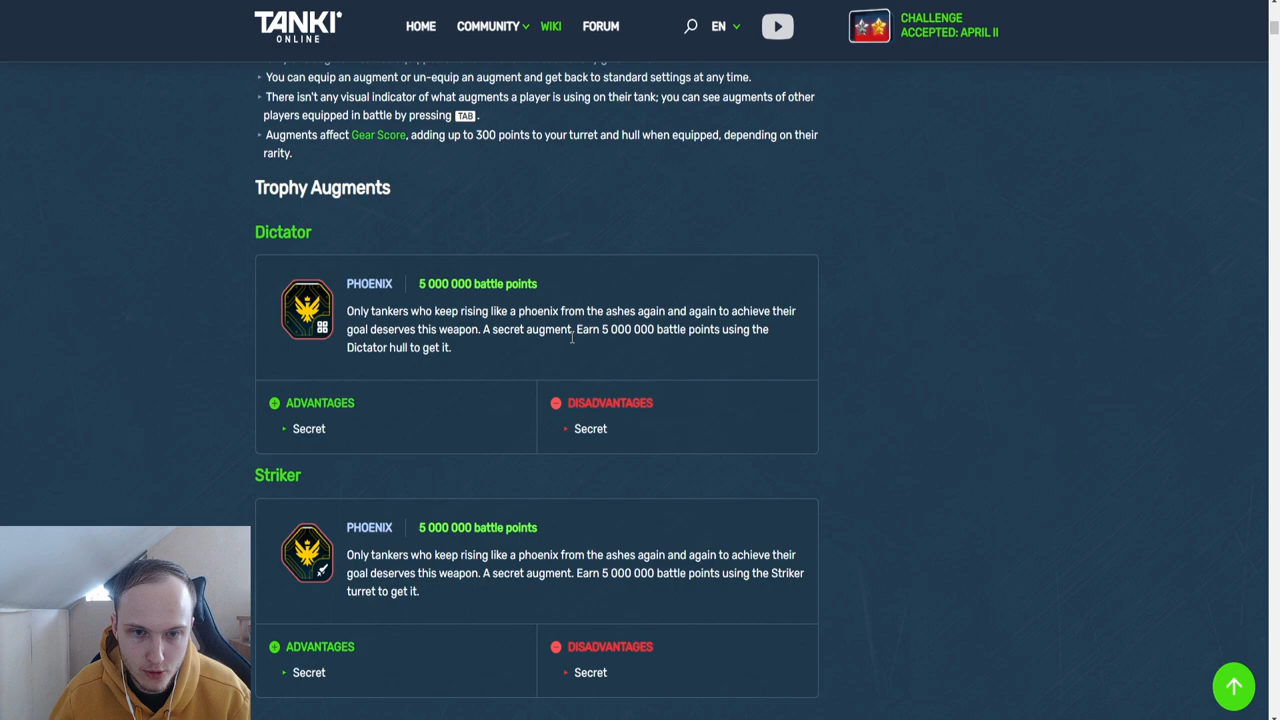 TANKI
ONLINE
HOME
COMMUNITY
WIKI
FORUM
EN
CHALLENGE
ACCEPTED: APRIL II
You can equip an augment or un-equip an augment and get back to standard settings at any time.
There isn't any visual indicator of what augments a player is using on their tank; you can see augments of other
players equipped in battle by pressing TAB .
Augments affect Gear Score, adding up to 300 points to your turret and hull when equipped, depending on their
rarity.
Trophy Augments
Dictator
PHOENIX
5 000 000 battle points
Only tankers who keep rising like a phoenix from the ashes again and again to achieve their
goal deserves this weapon. A secret augment. Earn 5 000 000 battle points using the
Dictator hull to get it.
ADVANTAGES
DISADVANTAGES
Secret
Secret
Striker
PHOENIX
5 000 000 battle points
Only tankers who keep rising like a phoenix from the ashes again and again to achieve their
goal deserves this weapon. A secret augment. Earn 5 000 000 battle points using the Striker
turret to get it.
ADVANTAGES
DISADVANTAGES
Secret
Secret